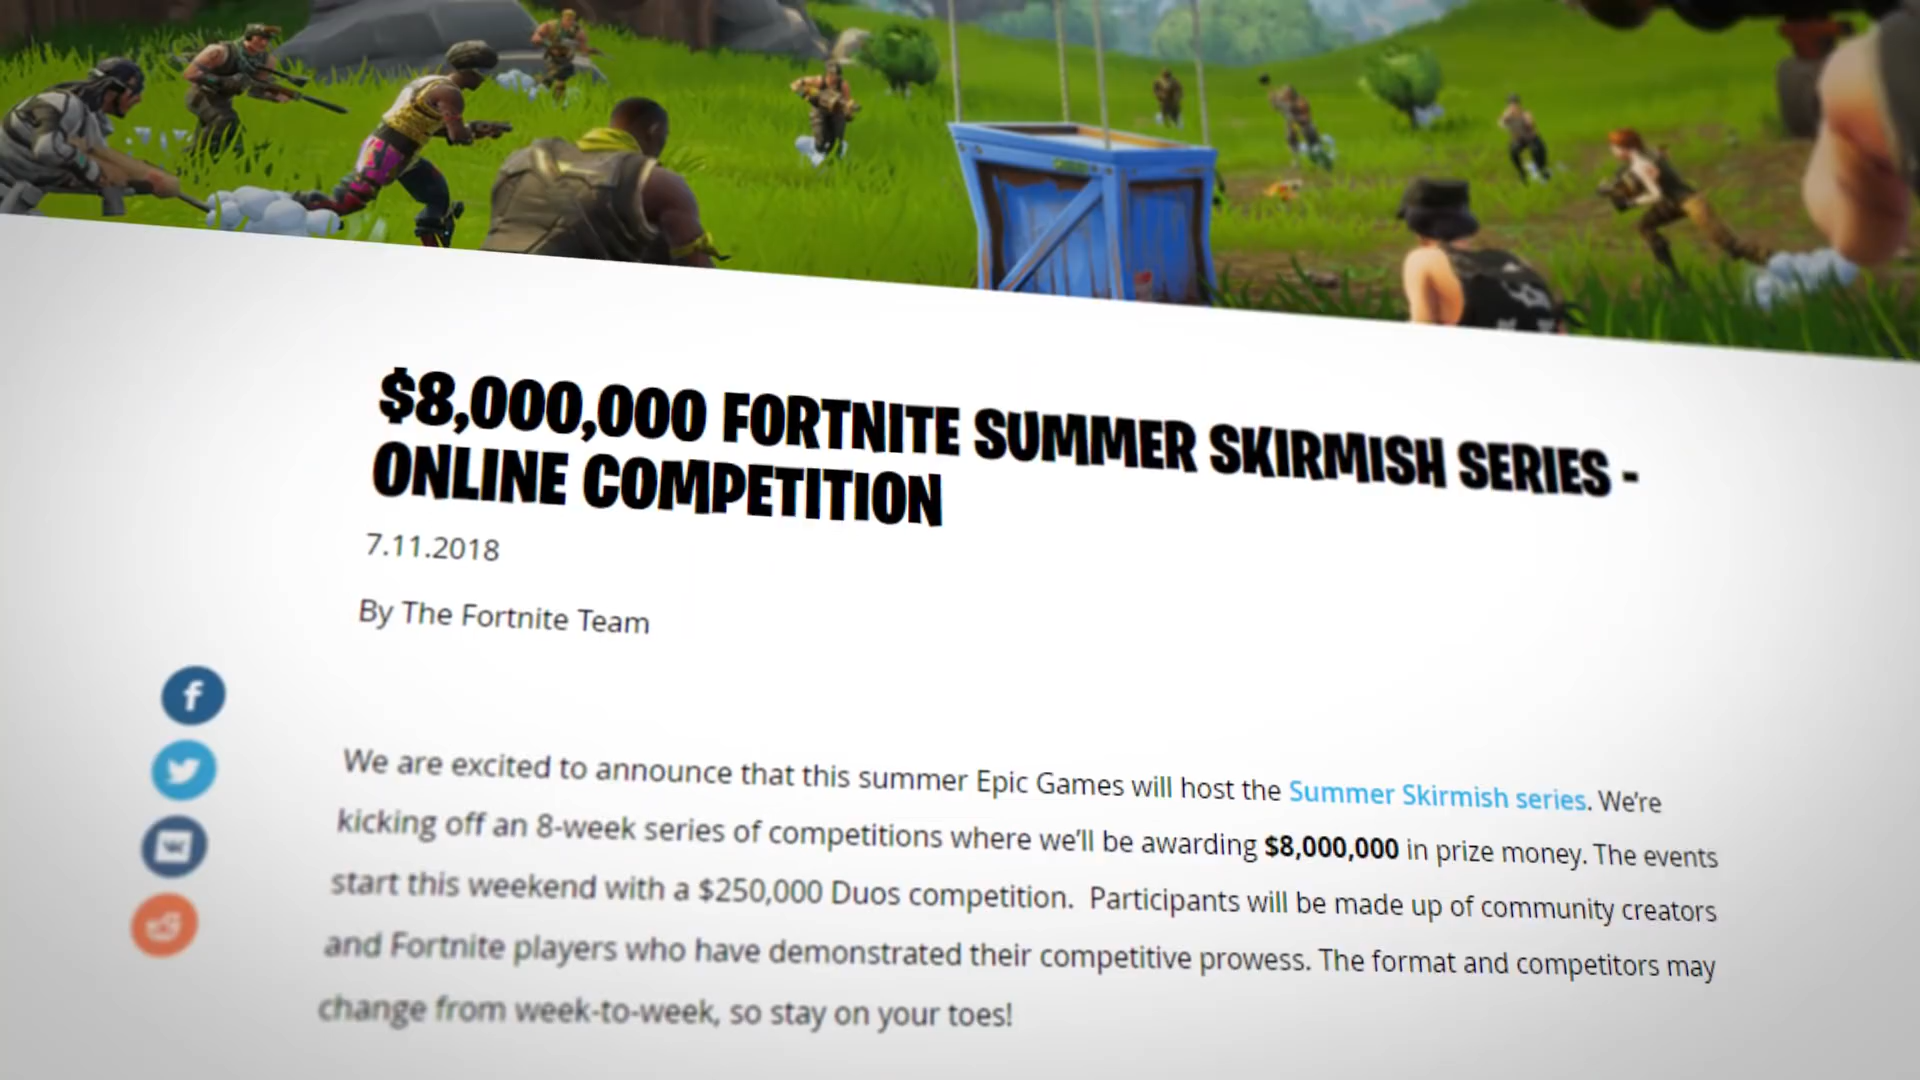 $8,000,000 FORTNITE SUMMER SKIRMISH SERIES -
ONLINE COMPETITION
7.11.2018
By The Fortnite Team
f
We are excited to announce that this summer Epic Games will host the Summer Skirmish series. We’re
kicking off an 8-week series of competitions where we’ll be awarding $8,000,000 in prize money. The events
start this weekend with a $250,000 Duos competition.  Participants will be made up of community creators
and Fortnite players who have demonstrated their competitive prowess. The format and competitors may
change from week-to-week, so stay on your toes!